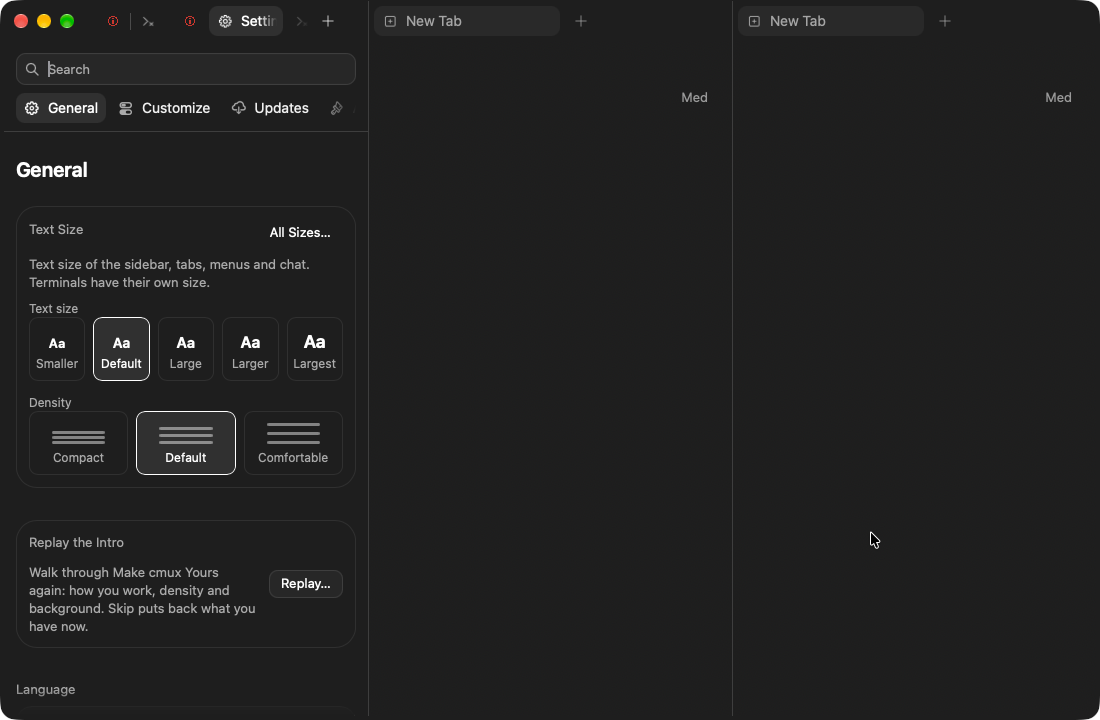 Settin
New Tab
New Tab
Search
General
Customize
Updates
Med
Med
General
Text Size
All Sizes...
Text size of the sidebar, tabs, menus and chat.
Terminals have their own size.
Text size
Aa
Aa
Aa
Aa
Aa
Smaller
Default
Large
Larger
Largest
Density
Compact
Default
Comfortable
Replay the Intro
Walk through Make cmux Yours
again: how you work, density and
background. Skip puts back what you
have now.
Replay...
Language